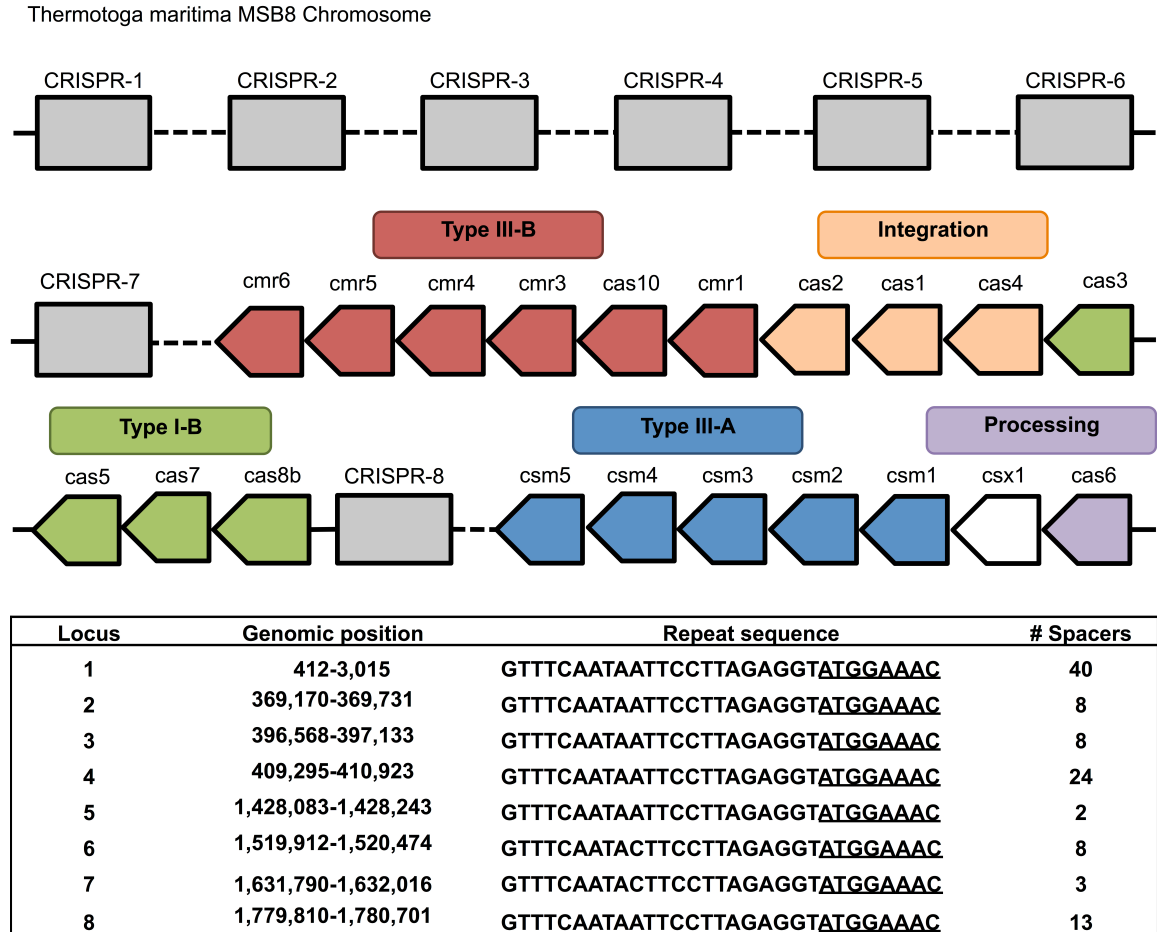 Thermotoga maritima MSB8 Chromosome
CRISPR-1 CRISPR-2 CRISPR-3 CRISPR-4 CRISPR-5 CRISPR-6
Type III-B Integration
CRISPR-7 cmr6 cmr5 cmr4 cmr3 cas10 cmr1 cas2 cas1 cas4 cas3
Type I-B Type III-A Processing
cas5 cas7 cas8b CRISPR-8 csm5 csm4 csm3 csm2 csm1 csx1 cas6
Locus Genomic position Repeat sequence # Spacers
1 412-3,015 GTTTCAATAATTCCTTAGAGGTATGGAAAC 40
2 369,170-369,731 GTTTCAATAATTCCTTAGAGGTATGGAAAC 8
3 396,568-397,133 GTTTCAATAATTCCTTAGAGGTATGGAAAC 8
4 409,295-410,923 GTTTCAATAATTCCTTAGAGGTATGGAAAC 24
5 1,428,083-1,428,243 GTTTCAATAATTCCTTAGAGGTATGGAAAC 2
6 1,519,912-1,520,474 GTTTCAATACTTCCTTAGAGGTATGGAAAC 8
7 1,631,790-1,632,016 GTTTCAATACTTCCTTAGAGGTATGGAAAC 3
8 1,779,810-1,780,701 GTTTCAATAATTCCTTAGAGGTATGGAAAC 13